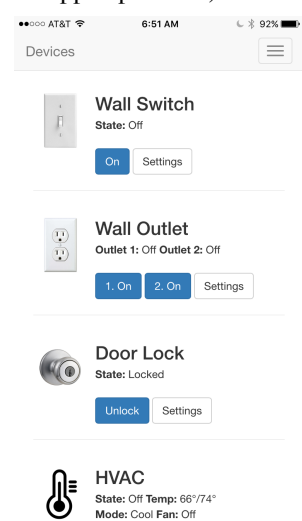 AT&T 6:51 AM 92%
Devices
Wall Switch
State: Off
On Settings
Wall Outlet
Outlet 1: Off Outlet 2: Off
1. On 2. On Settings
Door Lock
State: Locked
Unlock Settings
HVAC
State: Off Temp: 66°/74°
Mode: Cool Fan: Off